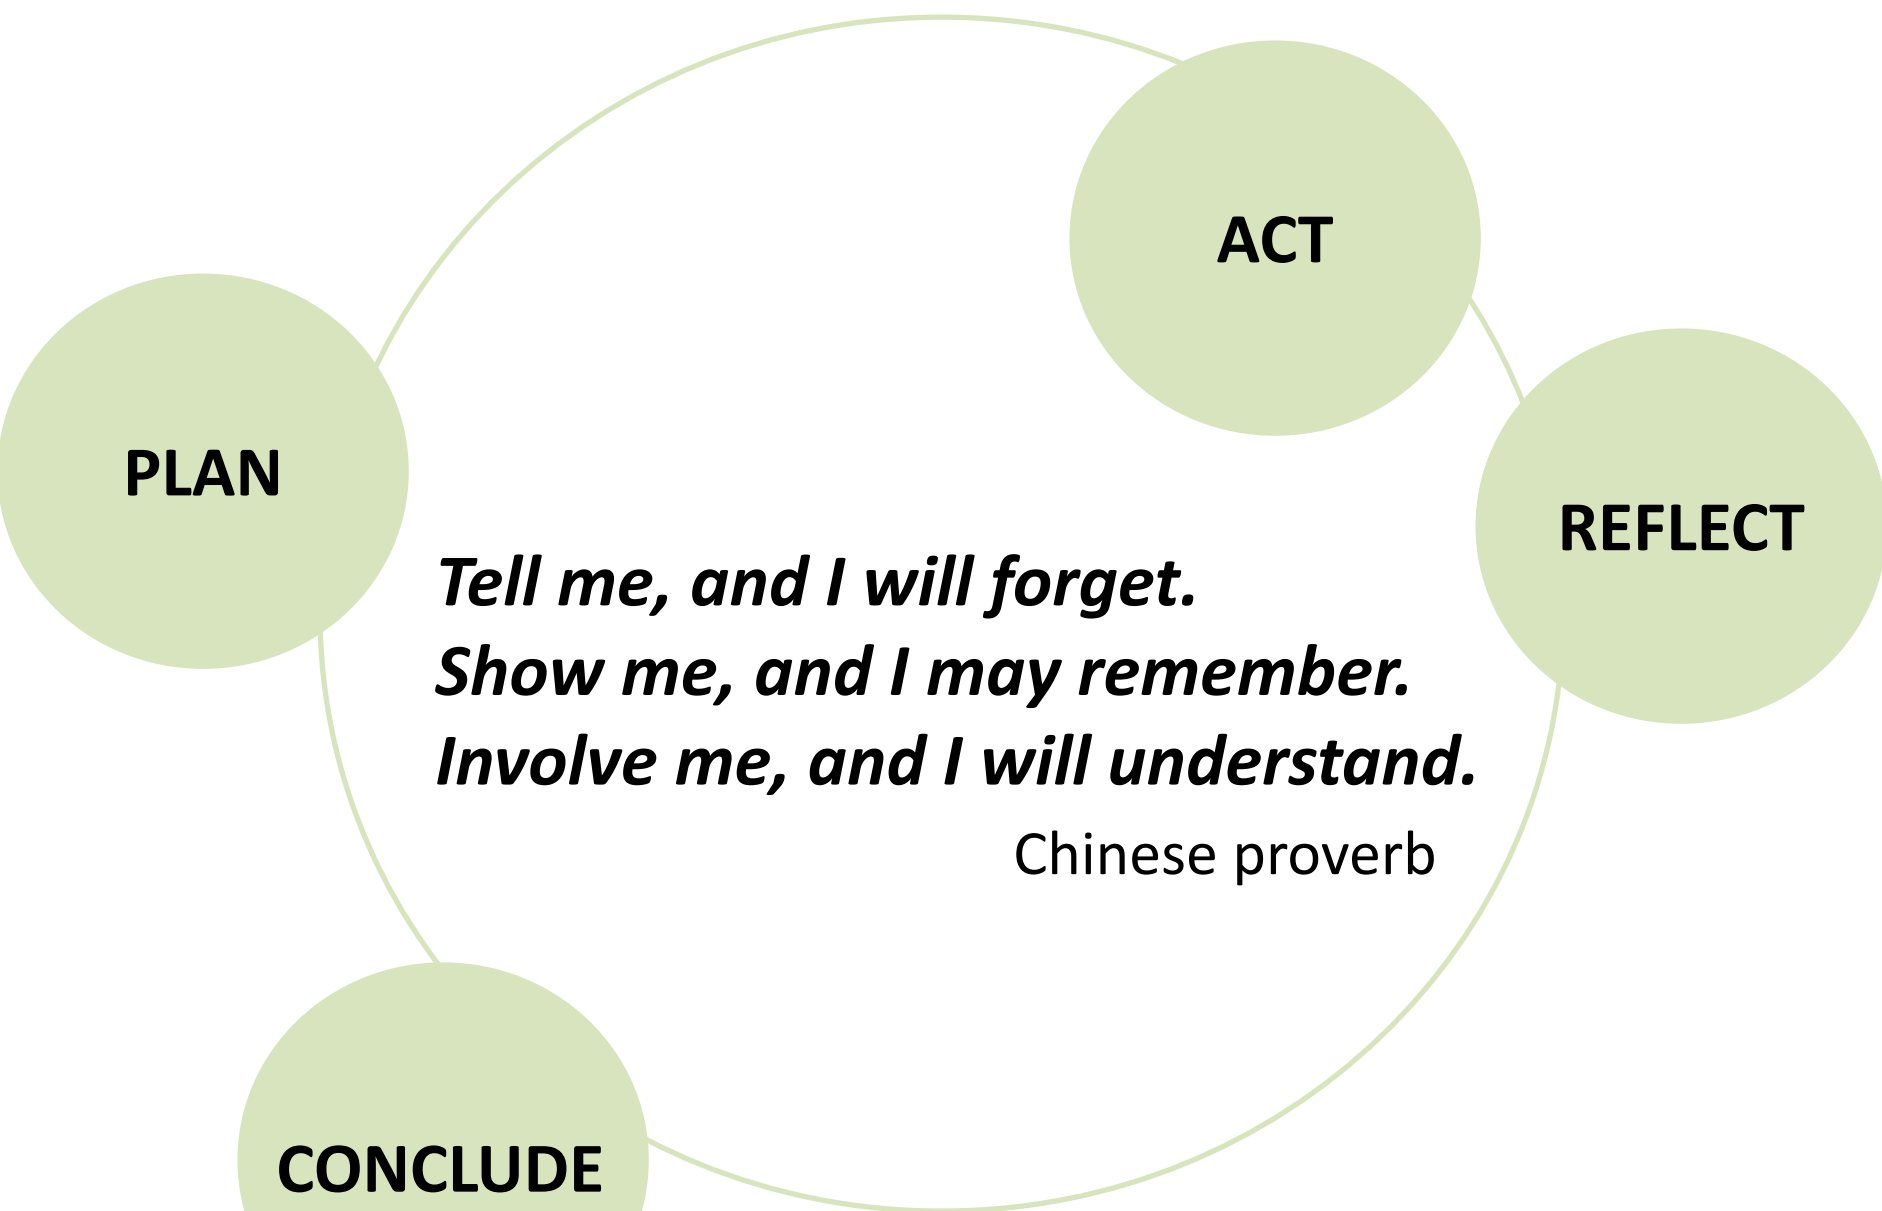 ACT
PLAN
REFLECT
Tell me, and I will forget.
Show me, and I may remember.
Involve me, and I will understand.
Chinese proverb
CONCLUDE